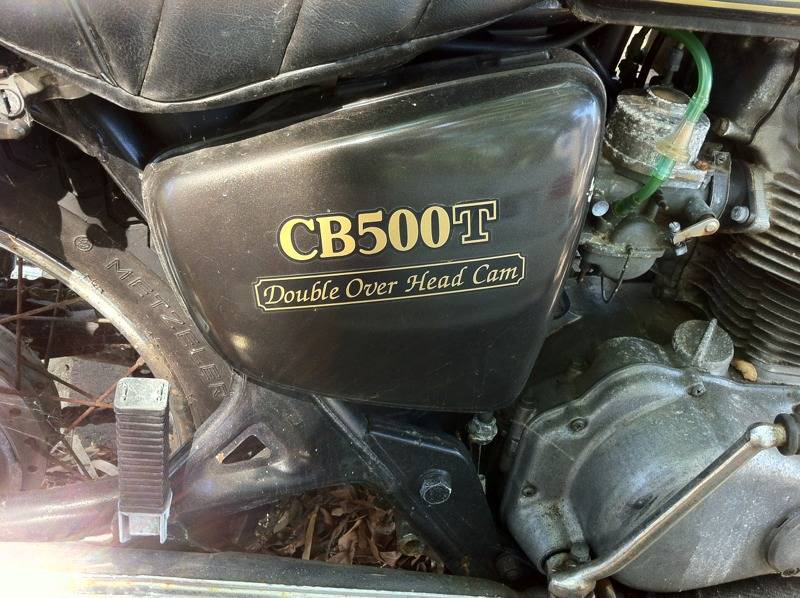 CB500T
Double Over Head Cam
METZELER